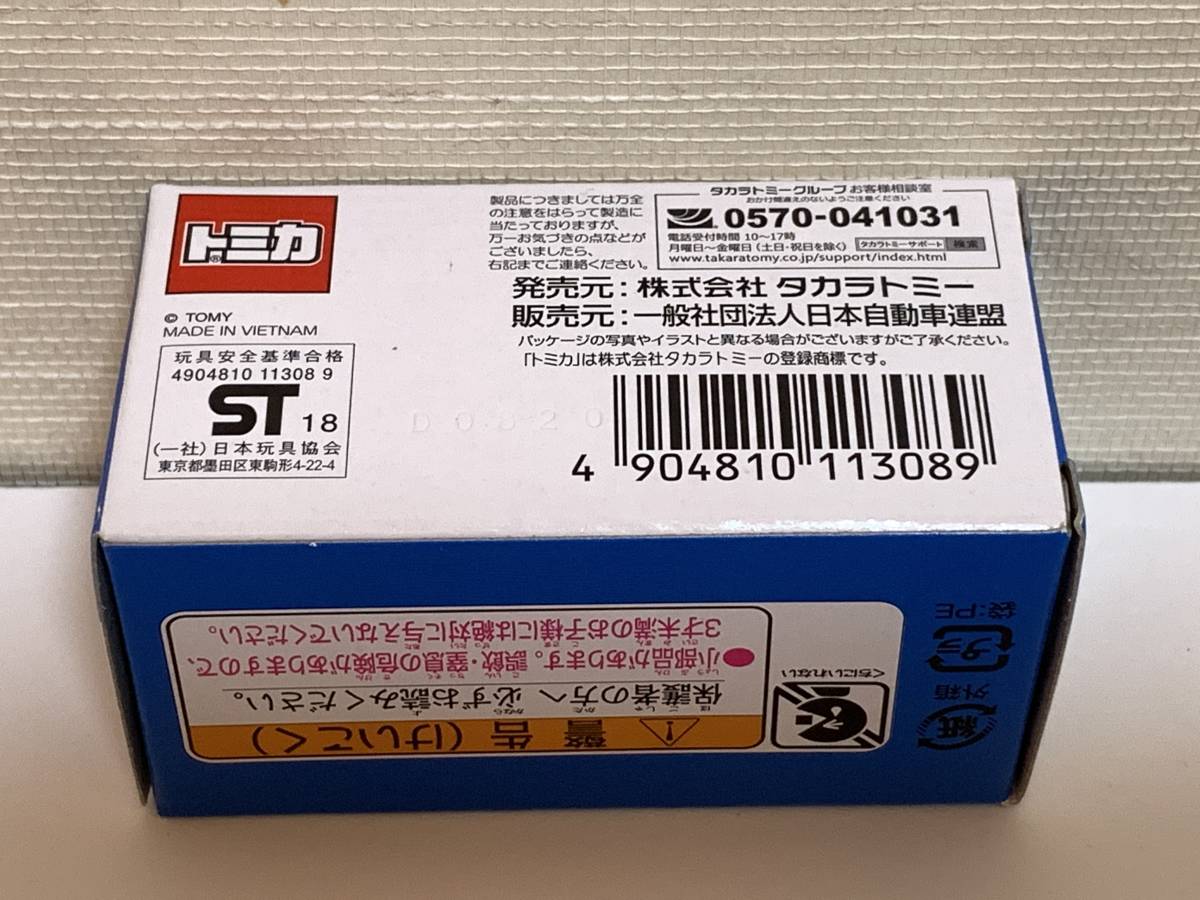 トミカ
®
© TOMY
MADE IN VIETNAM
玩具安全基準合格
4904810 11308 9
ST 18
(一社)日本玩具協会
東京都墨田区東駒形4-22-4
製品につきましては万全
の注意をはらって製造に
当たっておりますが、
万一お気づきの点などが
ございましたら、
右記までご連絡ください。
タカラトミーグループ お客様相談室
おかけ間違えのないようご注意ください
0570-041031
電話受付時間 10〜17時
月曜日〜金曜日 (土日・祝日を除く) タカラトミーサポート 検索
www.takaratomy.co.jp/support/index.html
発売元:株式会社 タカラトミー
販売元:一般社団法人日本自動車連盟
パッケージの写真やイラストと異なる場合がございますがご了承ください。
「トミカ」は株式会社タカラトミーの登録商標です。
4 904810 113089
警告(けいこく)
保護者の方へ 必ずお読みください。
●小部品があります。誤飲・窒息の危険がありますので、
3才未満のお子様には絶対に与えないでください。
くちにいれない
外箱
紙
プラ
袋:PE